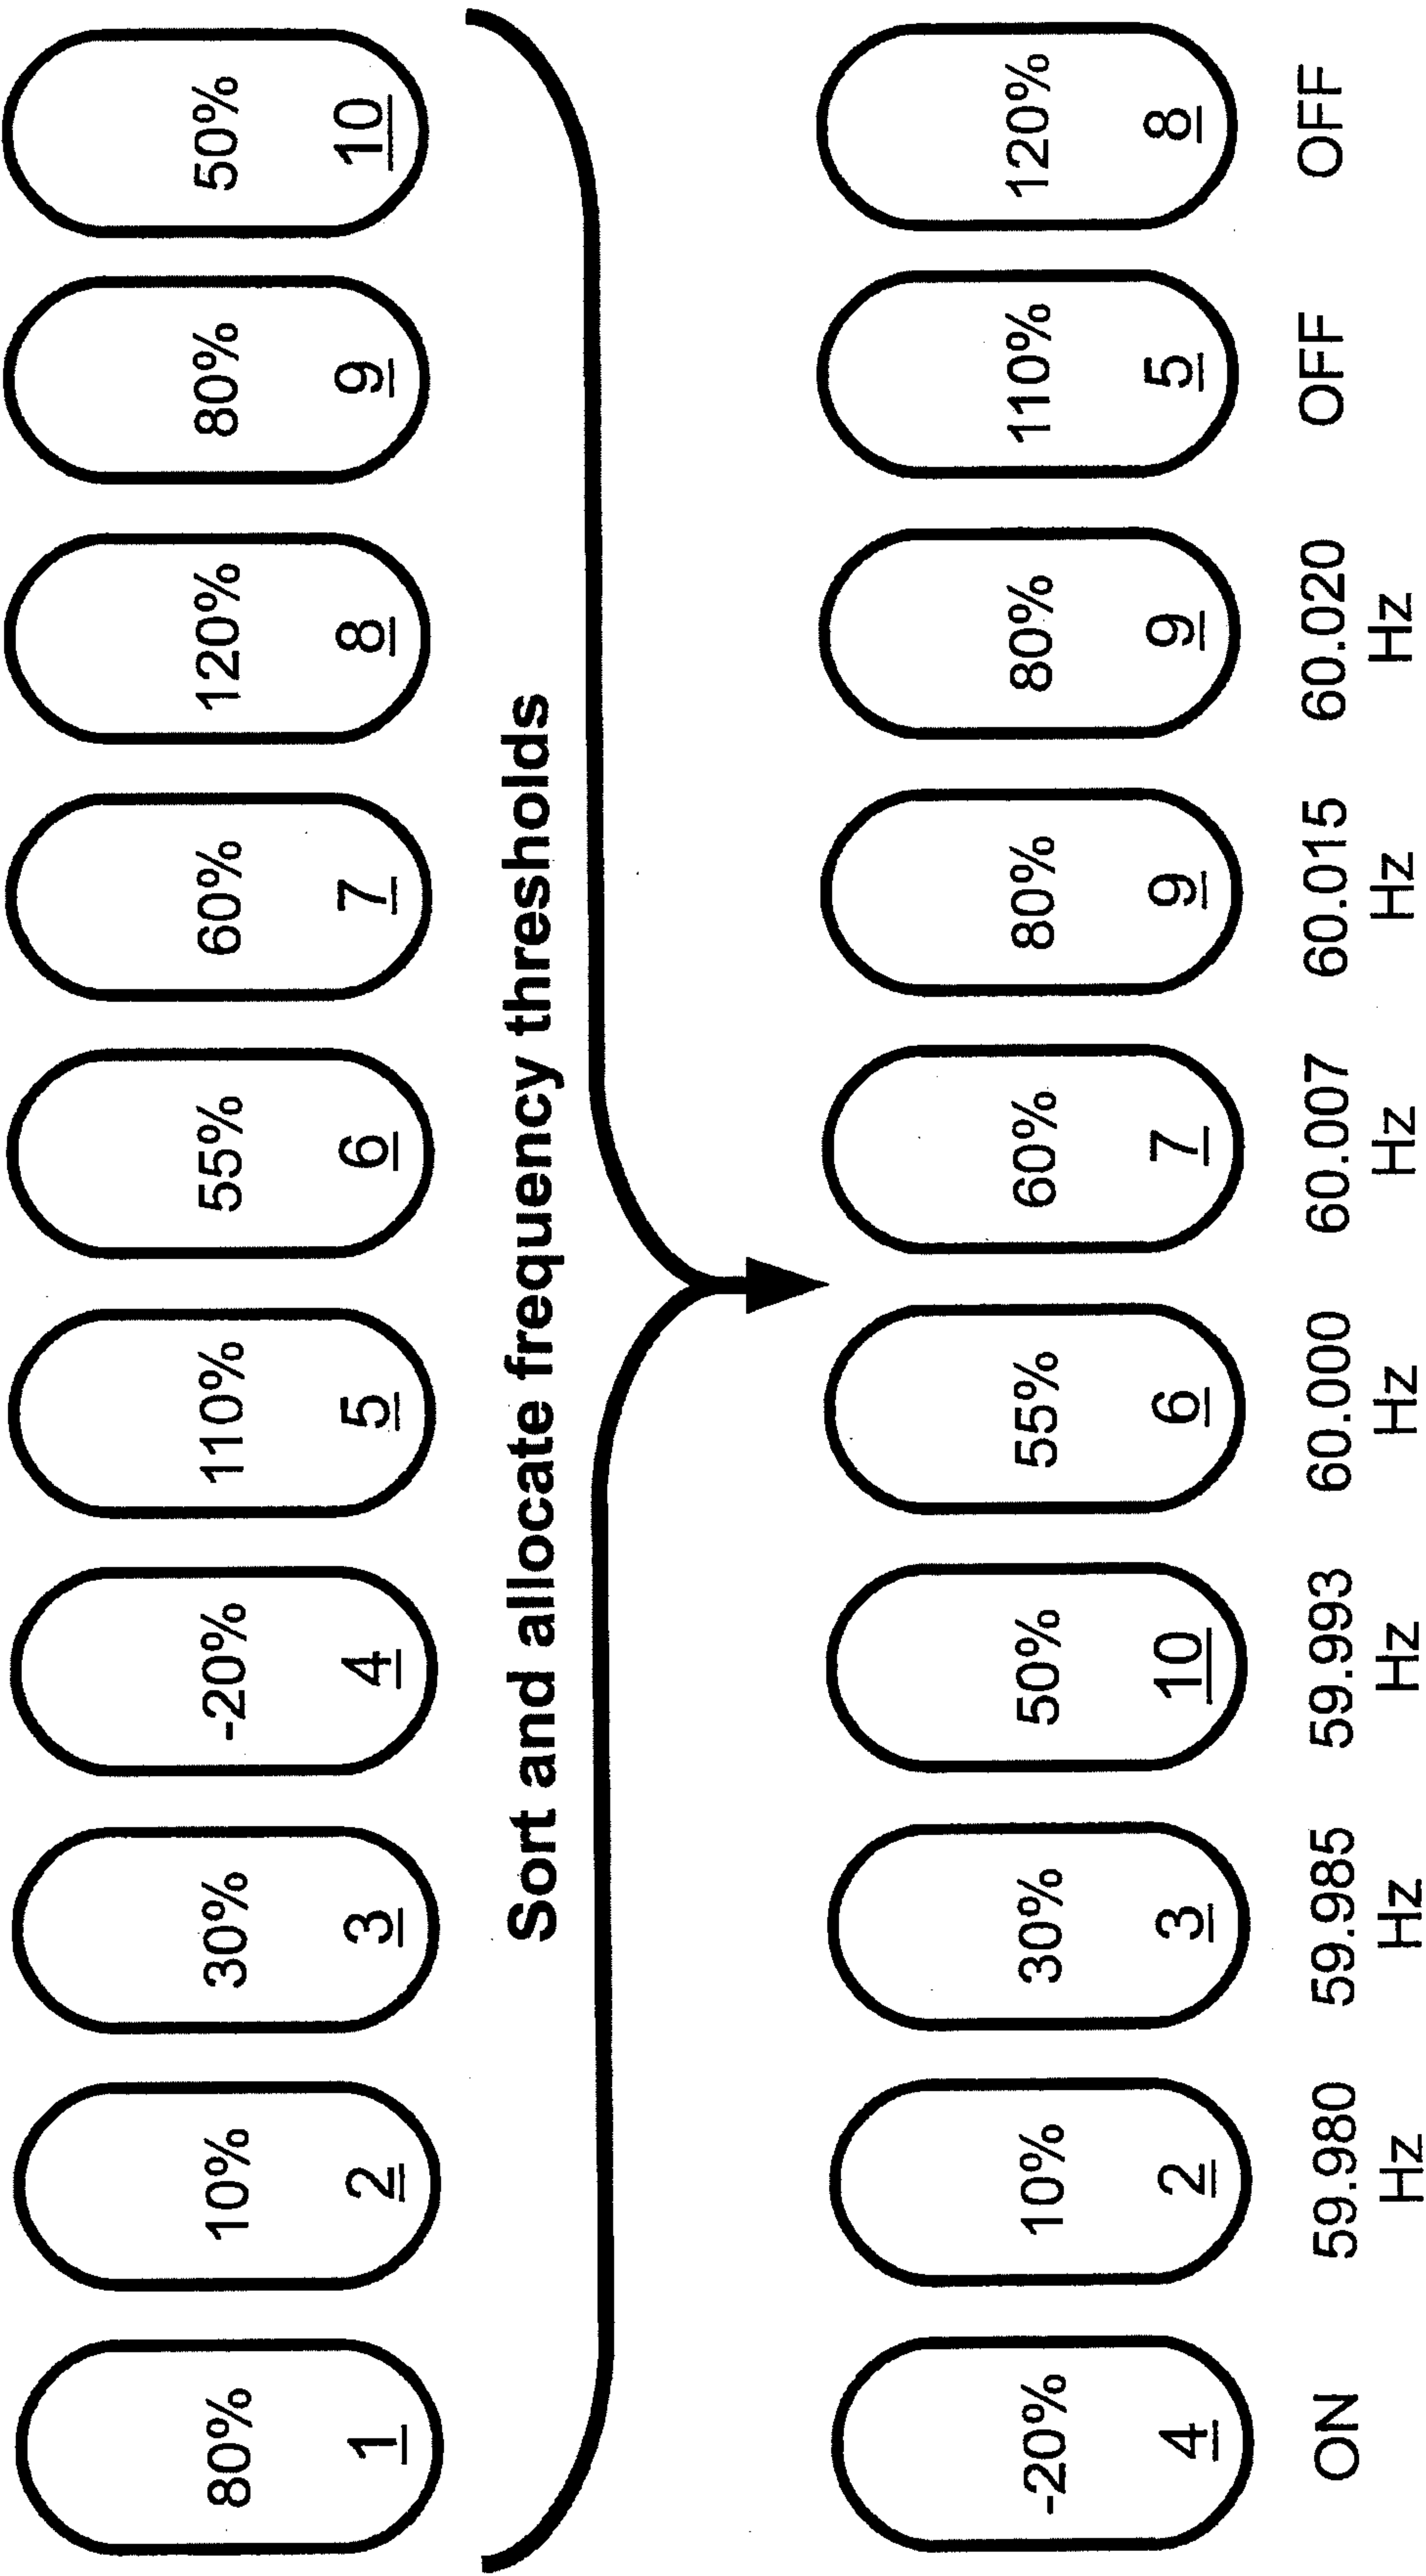 80% 10% 30% -20% 110% 55% 60% 120% 80% 50%
1 2 3 4 5 6 7 8 9 10
Sort and allocate frequency thresholds
-20% 10% 30% 50% 55% 60% 80% 80% 110% 120%
4 2 3 10 6 7 9 9 5 8
ON 59.980 59.985 59.993 60.000 60.007 60.015 60.020 OFF OFF
Hz Hz Hz Hz Hz Hz Hz